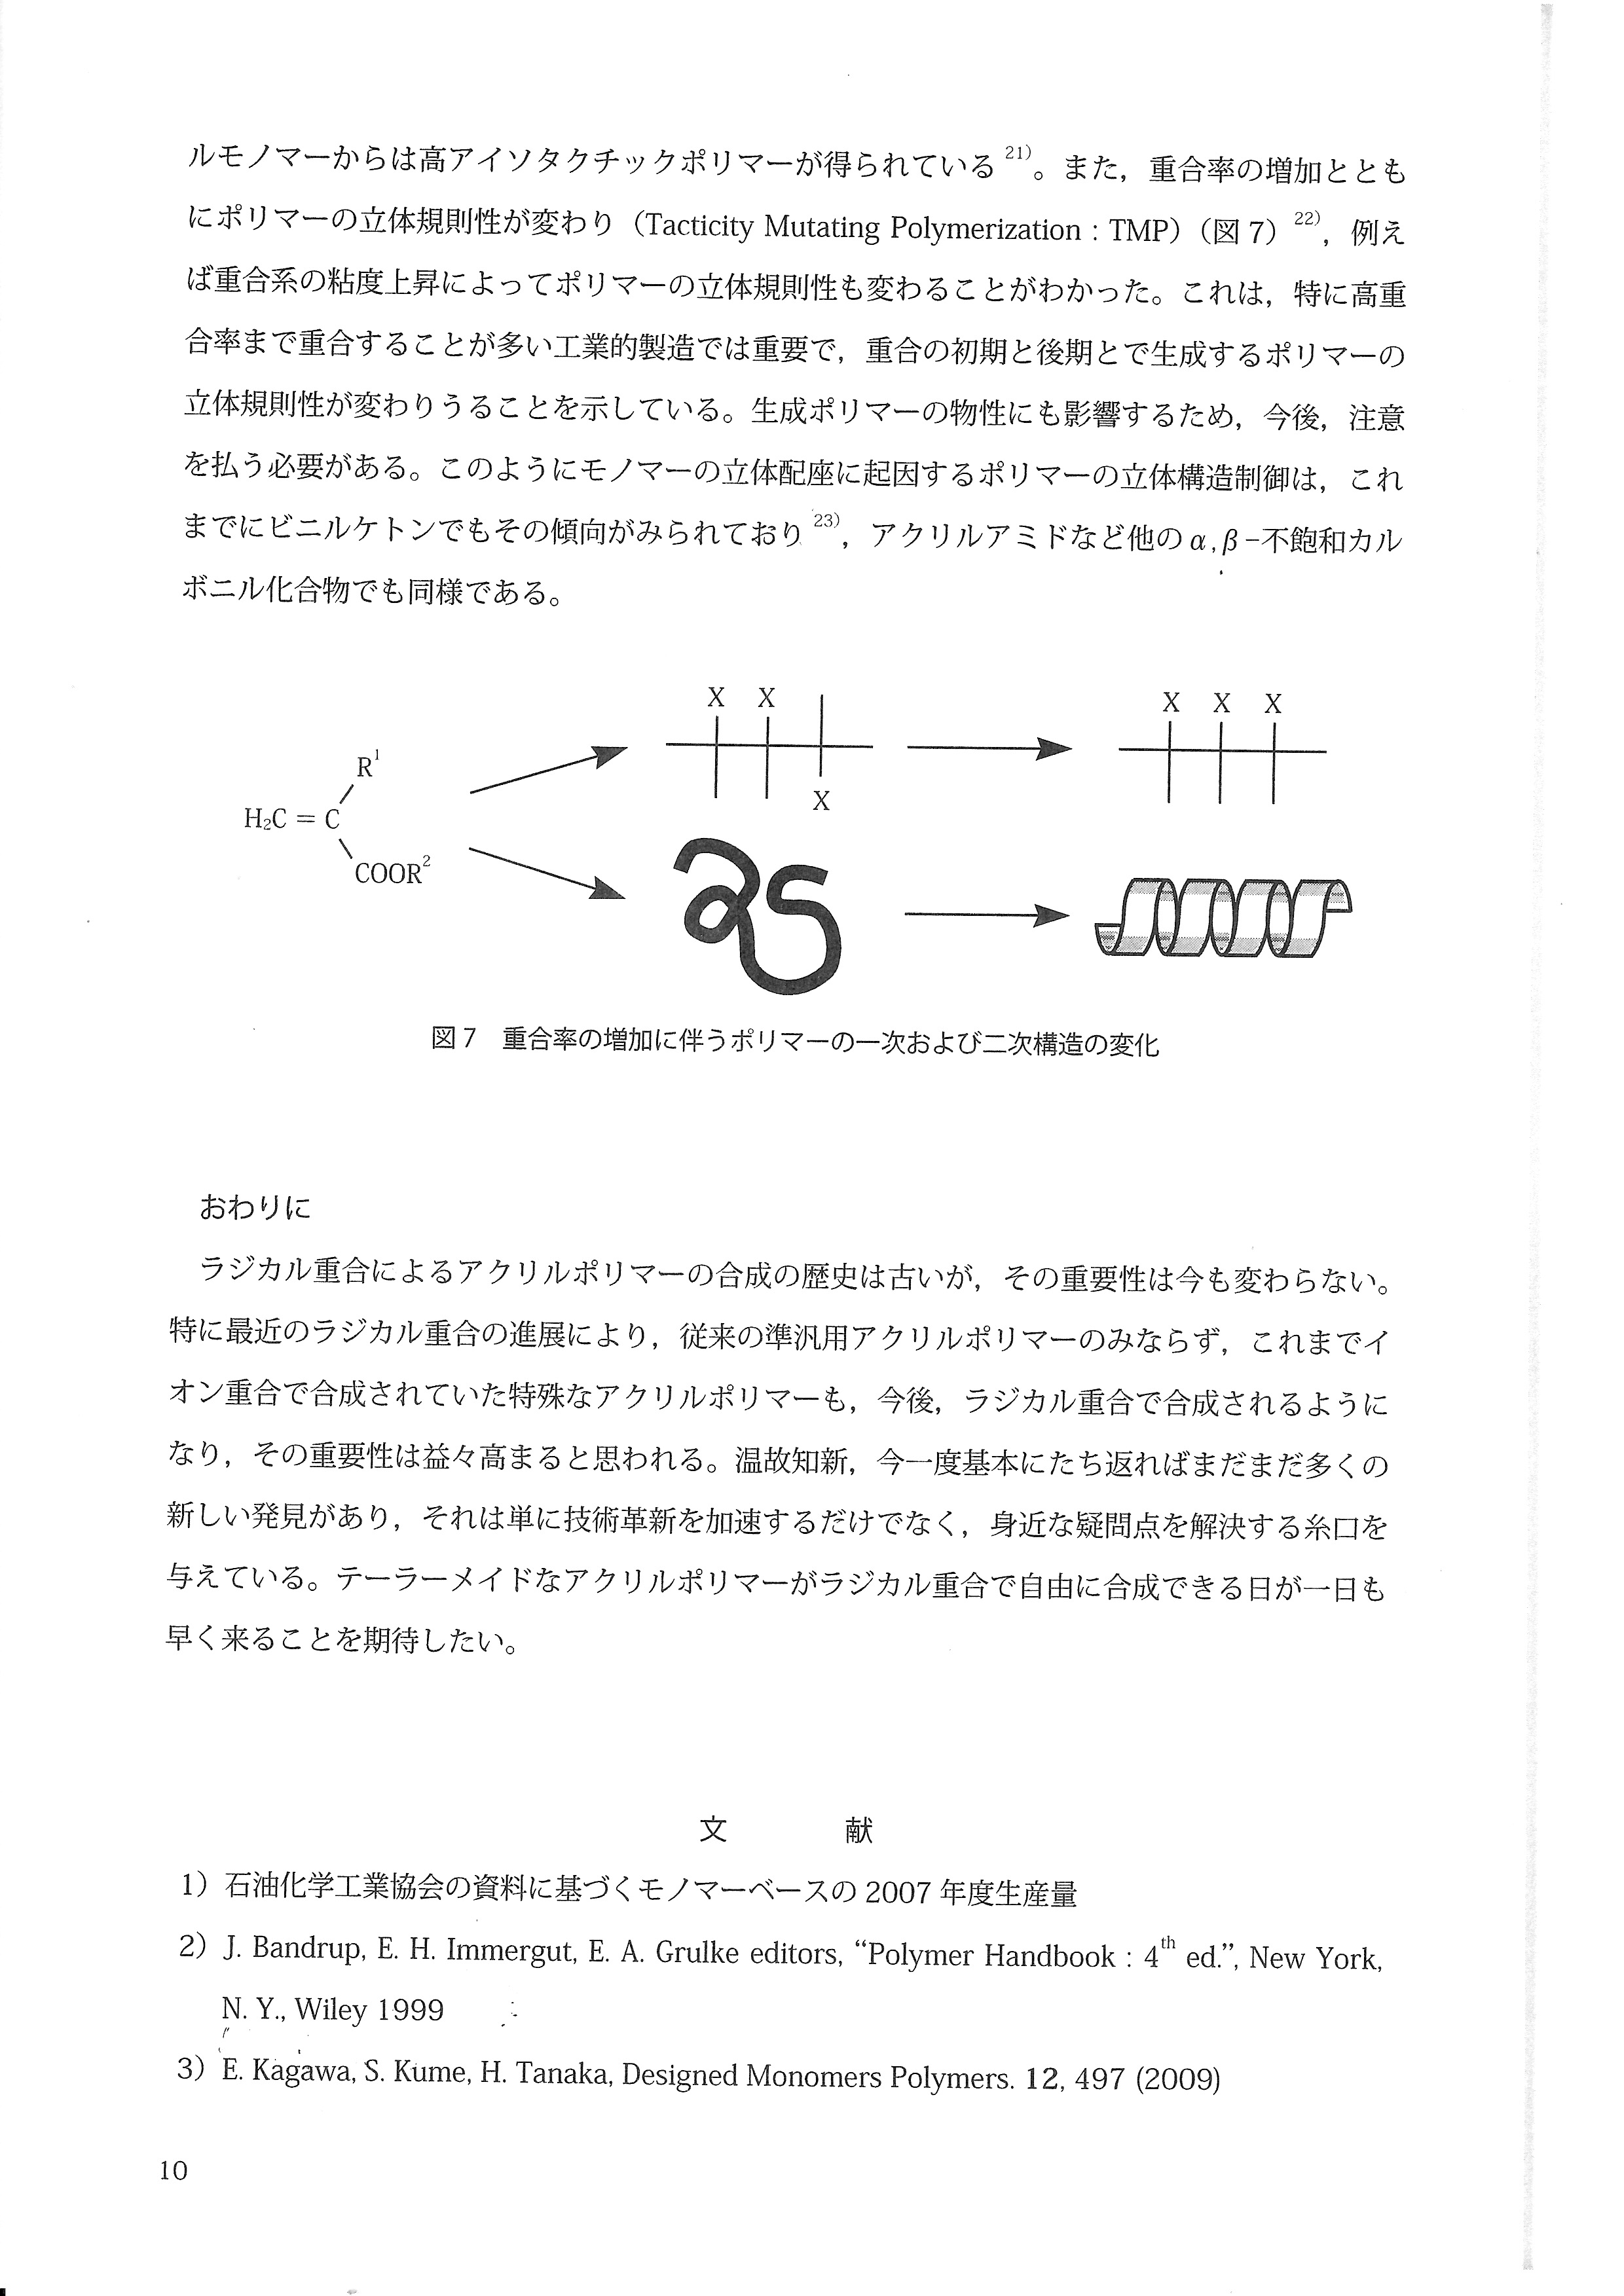 ルモノマーからは高アイソタクチックポリマーが得られている 21)。また，重合率の増加ととも
にポリマーの立体規則性が変わり（Tacticity Mutating Polymerization : TMP）（図 7）22)，例え
ば重合系の粘度上昇によってポリマーの立体規則性も変わることがわかった。これは，特に高重
合率まで重合することが多い工業的製造では重要で，重合の初期と後期とで生成するポリマーの
立体規則性が変わりうることを示している。生成ポリマーの物性にも影響するため，今後，注意
を払う必要がある。このようにモノマーの立体配座に起因するポリマーの立体構造制御は，これ
までにビニルケトンでもその傾向がみられており 23)，アクリルアミドなど他の α,β−不飽和カル
ボニル化合物でも同様である。
X X
X
X X X
R1
H2C = C
COOR2
図 7　重合率の増加に伴うポリマーの一次および二次構造の変化
おわりに
ラジカル重合によるアクリルポリマーの合成の歴史は古いが，その重要性は今も変わらない。
特に最近のラジカル重合の進展により，従来の準汎用アクリルポリマーのみならず，これまでイ
オン重合で合成されていた特殊なアクリルポリマーも，今後，ラジカル重合で合成されるように
なり，その重要性は益々高まると思われる。温故知新，今一度基本にたち返ればまだまだ多くの
新しい発見があり，それは単に技術革新を加速するだけでなく，身近な疑問点を解決する糸口を
与えている。テーラーメイドなアクリルポリマーがラジカル重合で自由に合成できる日が一日も
早く来ることを期待したい。
文　献
1）石油化学工業協会の資料に基づくモノマーベースの 2007 年度生産量
2）J. Bandrup, E. H. Immergut, E. A. Grulke editors, “Polymer Handbook : 4th ed.”, New York,
N. Y., Wiley 1999
3）E. Kagawa, S. Kume, H. Tanaka, Designed Monomers Polymers. 12, 497 (2009)
10